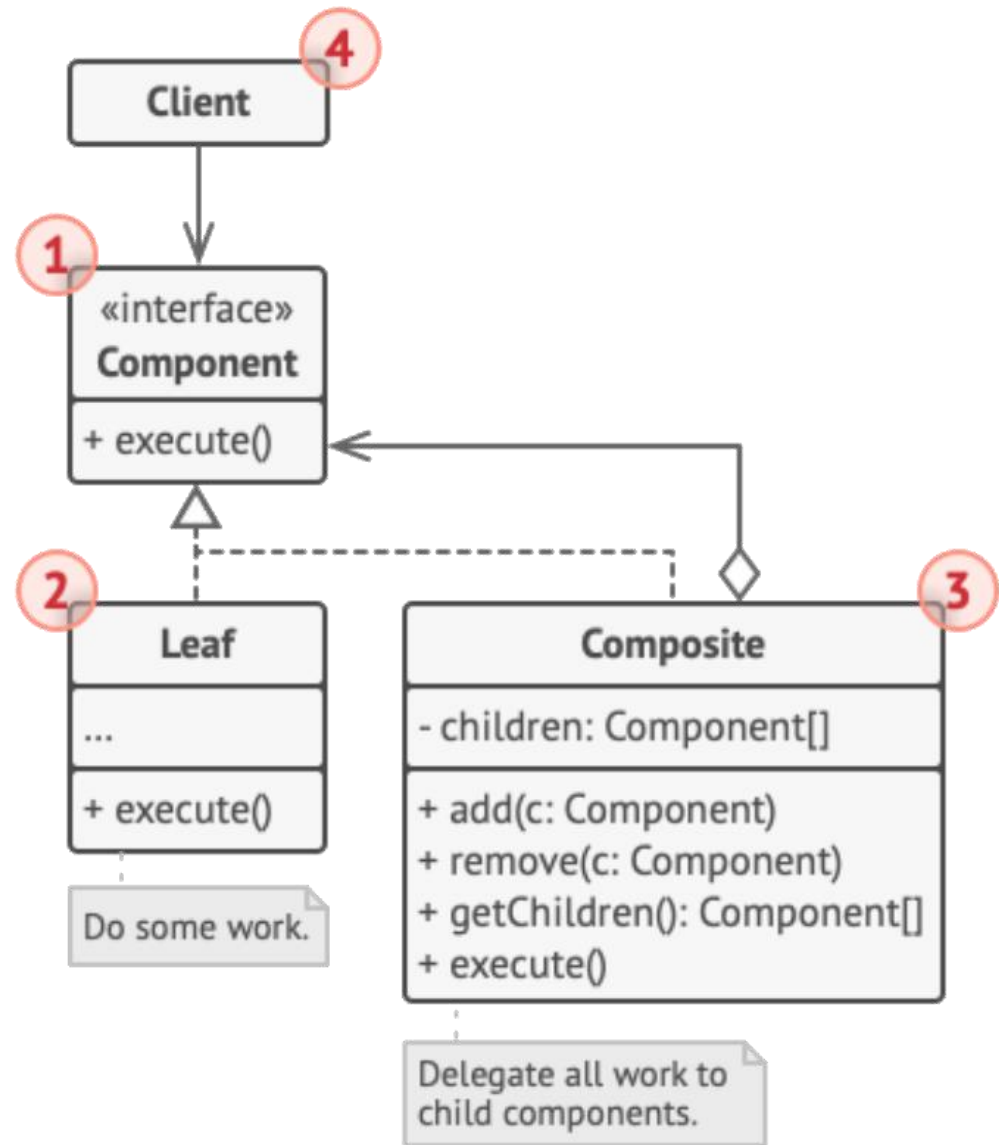 4
Client
1
«interface»
Component
+ execute()
2
Leaf
...
+ execute()
Do some work.
3
Composite
- children: Component[]
+ add(c: Component)
+ remove(c: Component)
+ getChildren(): Component[]
+ execute()
Delegate all work to
child components.